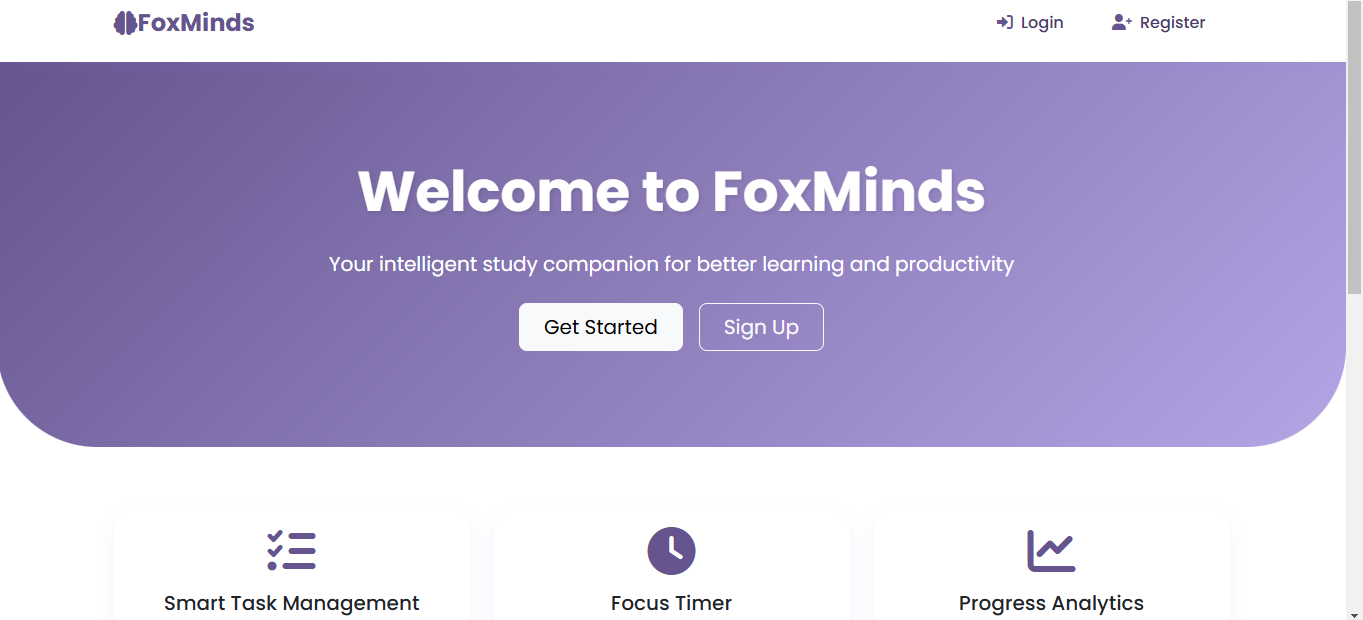 FoxMinds
Login
Register
Welcome to FoxMinds
Your intelligent study companion for better learning and productivity
Get Started
Sign Up
Smart Task Management
Focus Timer
Progress Analytics